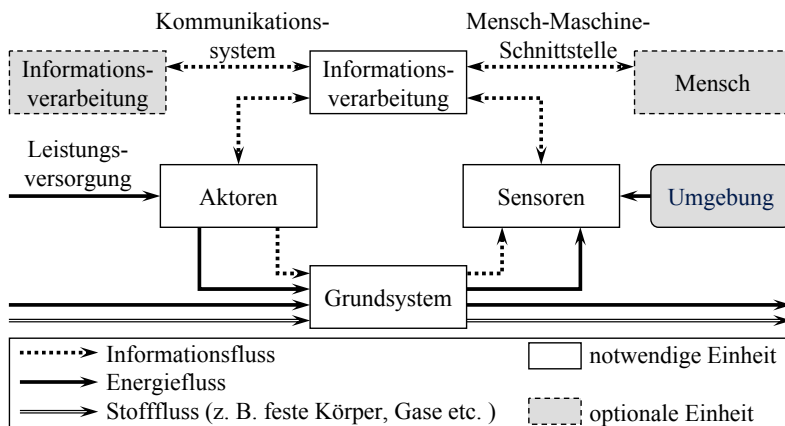 Kommunikations-
system
Mensch-Maschine-
Schnittstelle
Informations-
verarbeitung
Informations-
verarbeitung
Mensch
Leistungs-
versorgung
Aktoren
Sensoren
Umgebung
Grundsystem
Informationsfluss
notwendige Einheit
Energiefluss
Stofffluss (z. B. feste Körper, Gase etc. )
optionale Einheit